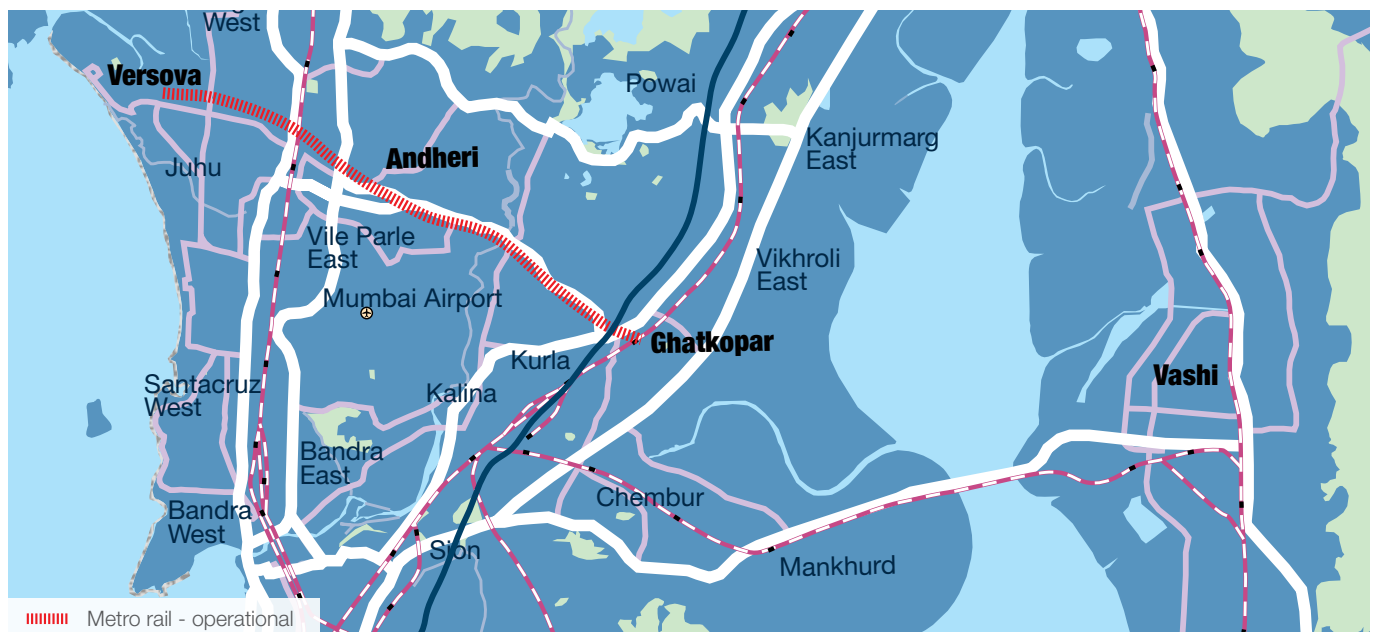 West
Versova
Powai
Kanjurmarg
East
Andheri
Juhu
Vile Parle
East
Vikhroli
East
Mumbai Airport
Ghatkopar
Kurla
Vashi
Santacruz
West
Kalina
Bandra
East
Chembur
Bandra
West
Sion
Mankhurd
Metro rail - operational